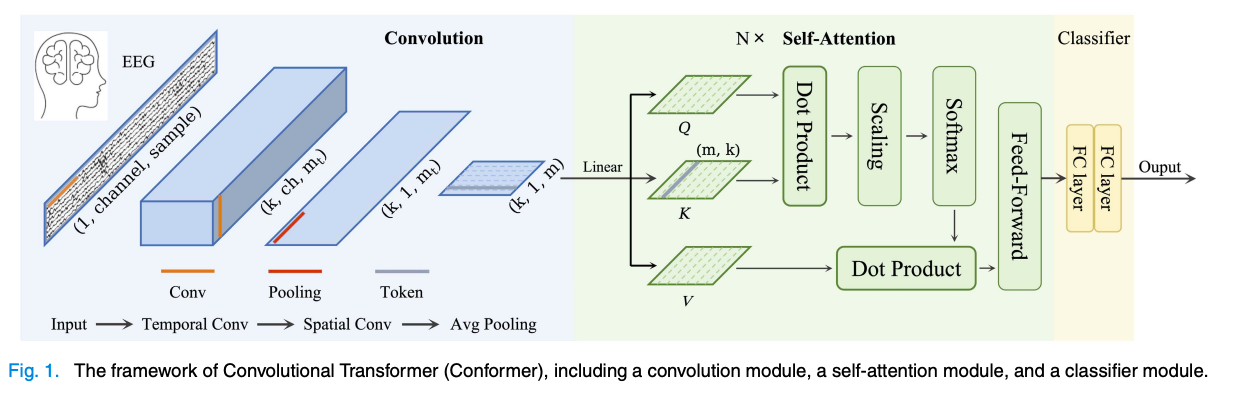 Convolution
EEG
(1, channel, sample)
(k, ch, mₜ)
(k, 1, mₜ)
(k, 1, m)
Conv
Pooling
Token
Input
Temporal Conv
Spatial Conv
Avg Pooling
N × Self-Attention
Linear
Q
(m, k)
K
V
Dot Product
Scaling
Softmax
Dot Product
Feed-Forward
Classifier
FC layer
FC layer
Ouput
Fig. 1. The framework of Convolutional Transformer (Conformer), including a convolution module, a self-attention module, and a classifier module.